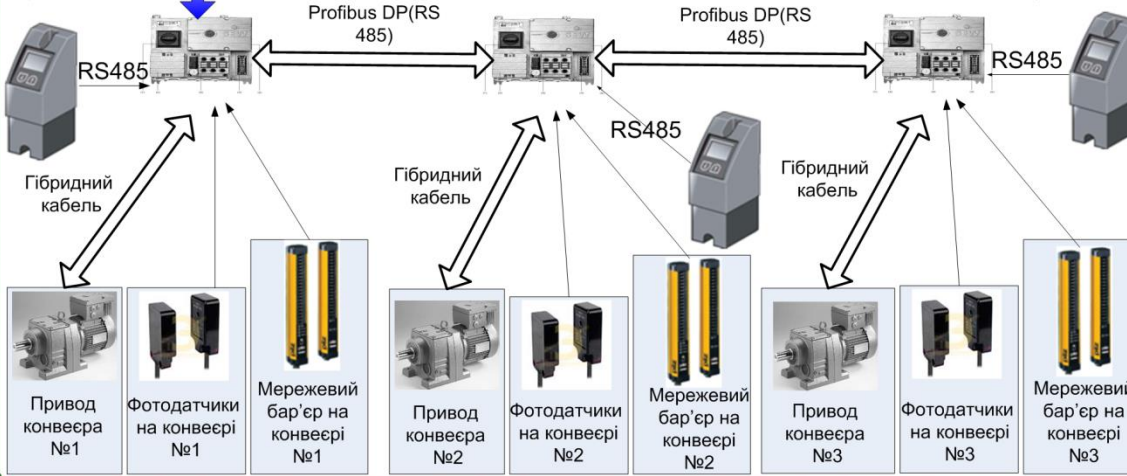 Profibus DP(RS
485)
Profibus DP(RS
485)
RS485
RS485
RS485
Гібридний
кабель
Гібридний
кабель
Гібридний
кабель
Привод
конвеєра
№1
Фотодатчики
на конвеєрі
№1
Мережевий
бар’єр на
конвеєрі
№1
Привод
конвеєра
№2
Фотодатчики
на конвеєрі
№2
Мережевий
бар’єр на
конвеєрі
№2
Привод
конвеєра
№3
Фотодатчики
на конвеєрі
№3
Мережевий
бар’єр на
конвеєрі
№3